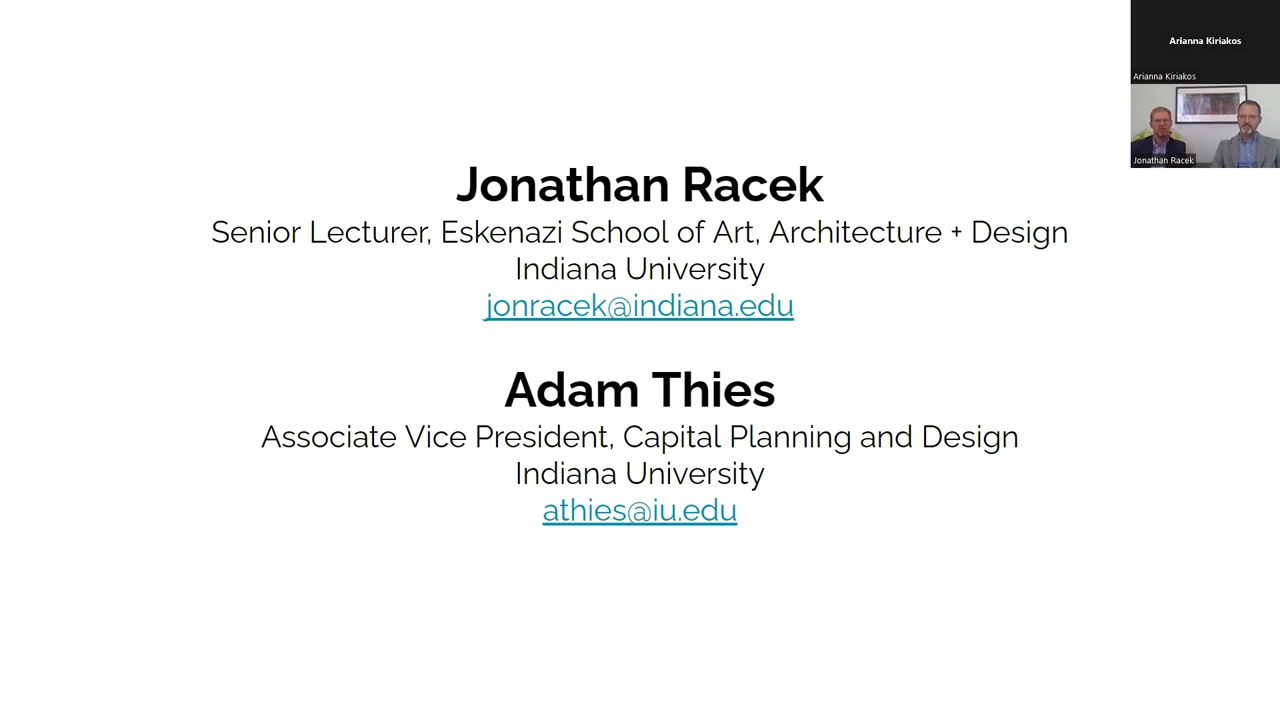 Arianna Kiriakos
Arianna Kiriakos
Jonathan Racek
Jonathan Racek
Senior Lecturer, Eskenazi School of Art, Architecture + Design
Indiana University
jonracek@indiana.edu
Adam Thies
Associate Vice President, Capital Planning and Design
Indiana University
athies@iu.edu